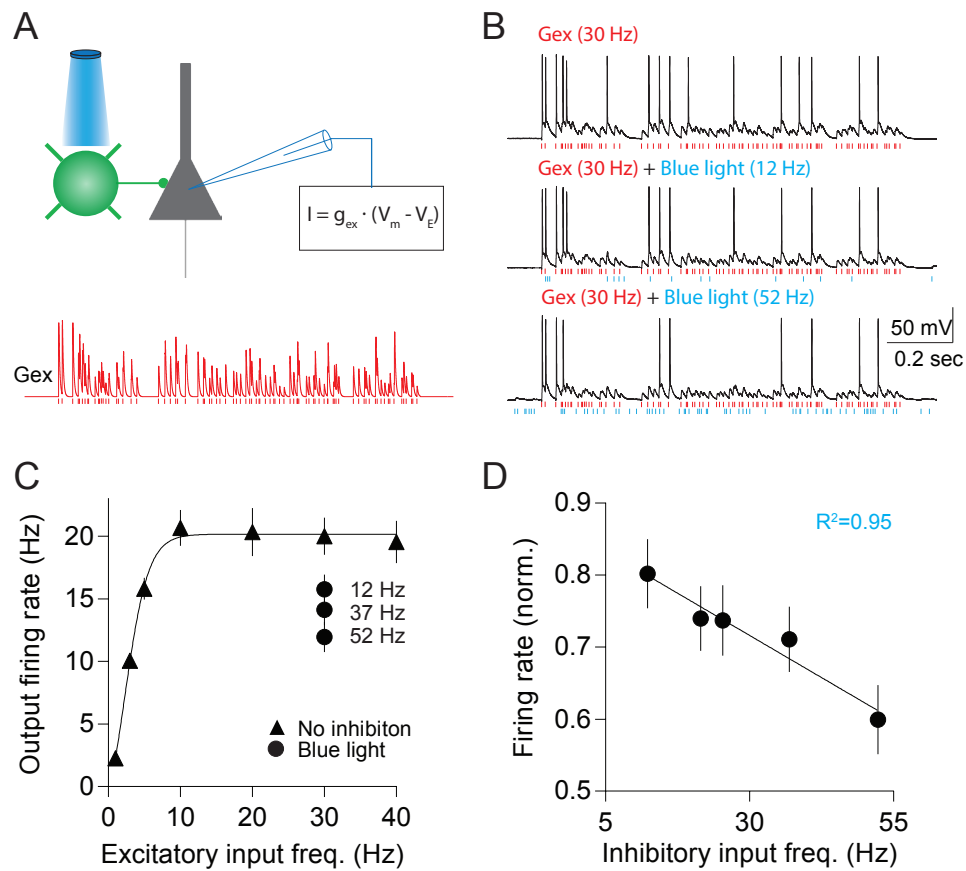 A
I = gex · (Vm - VE)
Gex
B
Gex (30 Hz)
Gex (30 Hz) + Blue light (12 Hz)
Gex (30 Hz) + Blue light (52 Hz)
50 mV
0.2 sec
C
Output firing rate (Hz)
20
15
10
5
0
12 Hz
37 Hz
52 Hz
No inhibiton
Blue light
0 10 20 30 40
Excitatory input freq. (Hz)
D
Firing rate (norm.)
0.9
0.8
0.7
0.6
0.5
R²=0.95
5 30 55
Inhibitory input freq. (Hz)